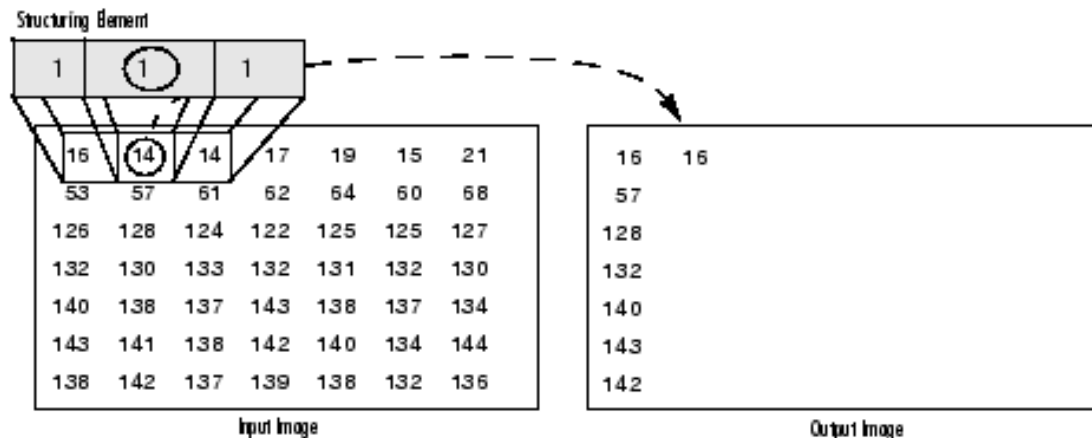 Structuring Element
1 1 1
16 14 14 17 19 15 21
16 16
53 57 61 62 64 60 68
57
126 128 124 122 125 125 127
128
132 130 133 132 131 132 130
132
140 138 137 143 138 137 134
140
143 141 138 142 140 134 144
143
138 142 137 139 138 132 136
142
Input Image
Output Image